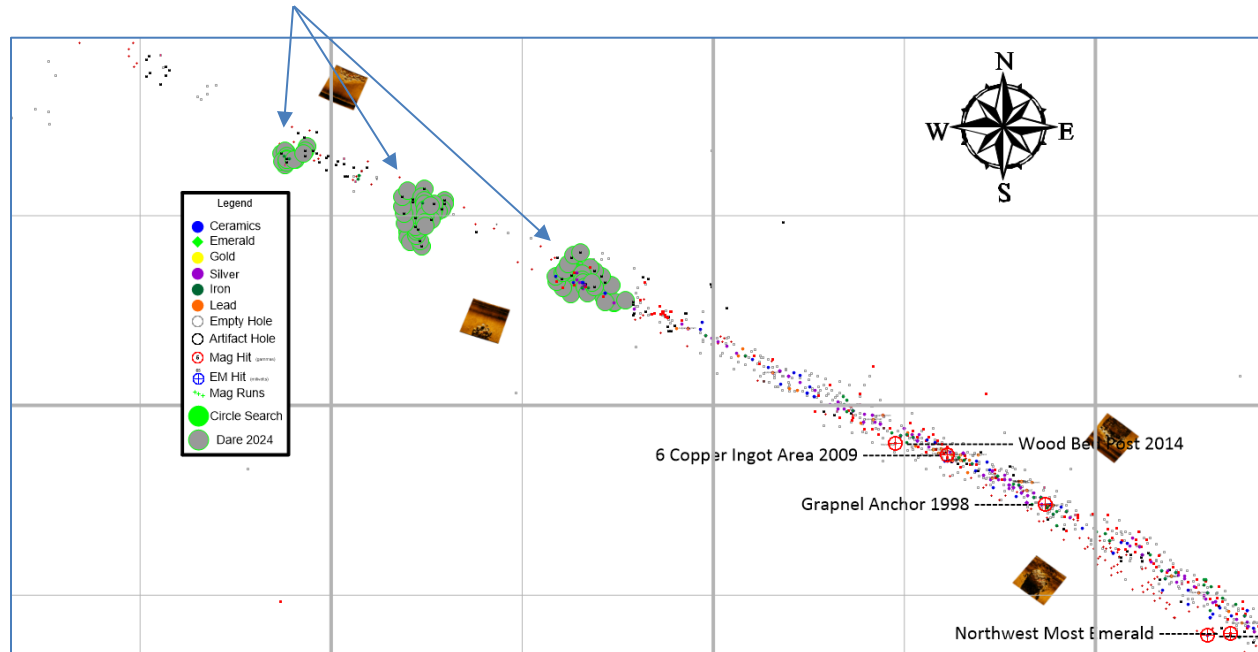 N
W E
S
Legend
Ceramics
Emerald
Gold
Silver
Iron
Lead
Empty Hole
Artifact Hole
Mag Hit (gammas)
EM Hit
Mag Runs
Circle Search
Dare 2024
Wood Bell Post 2014
6 Copper Ingot Area 2009
Grapnel Anchor 1998
Northwest Most Emerald